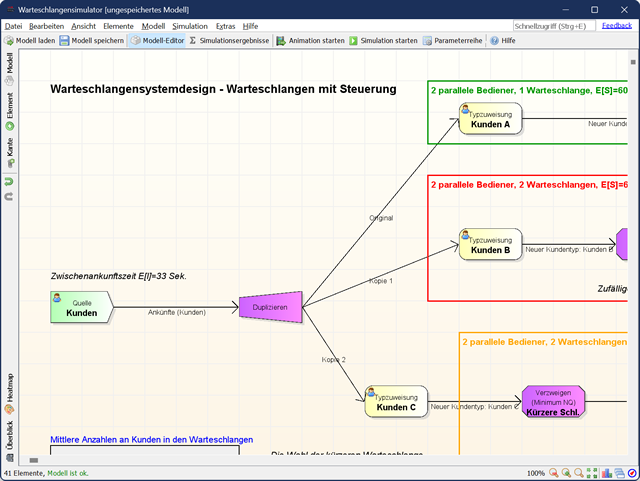 Warteschlangensimulator [ungespeichertes Modell]
Datei Bearbeiten Ansicht Elemente Modell Simulation Extras Hilfe Schnellzugriff (Strg+E) Feedback
Modell laden Modell speichern Modell-Editor Σ Simulationsergebnisse Animation starten Simulation starten Parameterreihe Hilfe
Modell
Element
Kante
Heatmap
Überblick
Warteschlangensystemdesign - Warteschlangen mit Steuerung
2 parallele Bediener, 1 Warteschlange, E[S]=60
Typzuweisung
Kunden A
Neuer Kunde
Original
2 parallele Bediener, 2 Warteschlangen, E[S]=6
Typzuweisung
Kunden B
Neuer Kundentyp: Kunden B
Zufällig
Kopie 1
Zwischenankunftszeit E[I]=33 Sek.
Quelle
Kunden
Ankünfte (Kunden)
Duplizieren
Kopie 2
2 parallele Bediener, 2 Warteschlangen
Typzuweisung
Kunden C
Neuer Kundentyp: Kunden C
Verzweigen
(Minimum NQ)
Kürzere Schl.
Mittlere Anzahlen an Kunden in den Warteschlangen
Die Wahl der kürzeren Warteschlange
41 Elemente, Modell ist ok. 100%